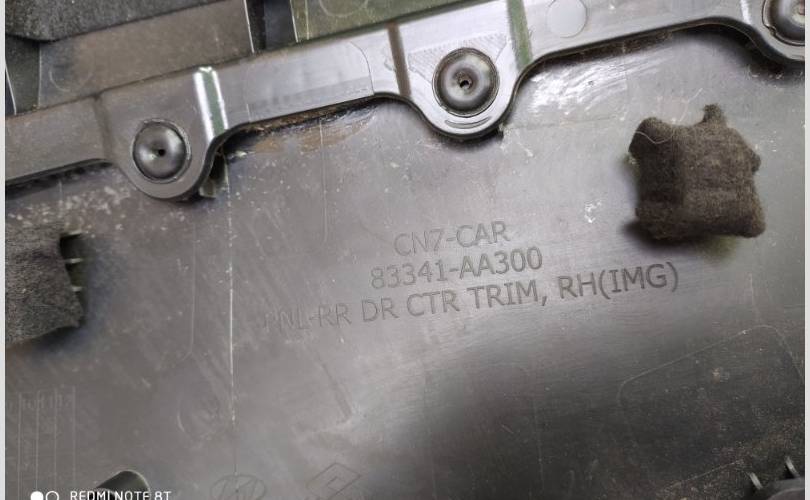 CN7-CAR
83341-AA300
PNL-RR DR CTR TRIM, RH(IMG)
REDMI NOTE 8T